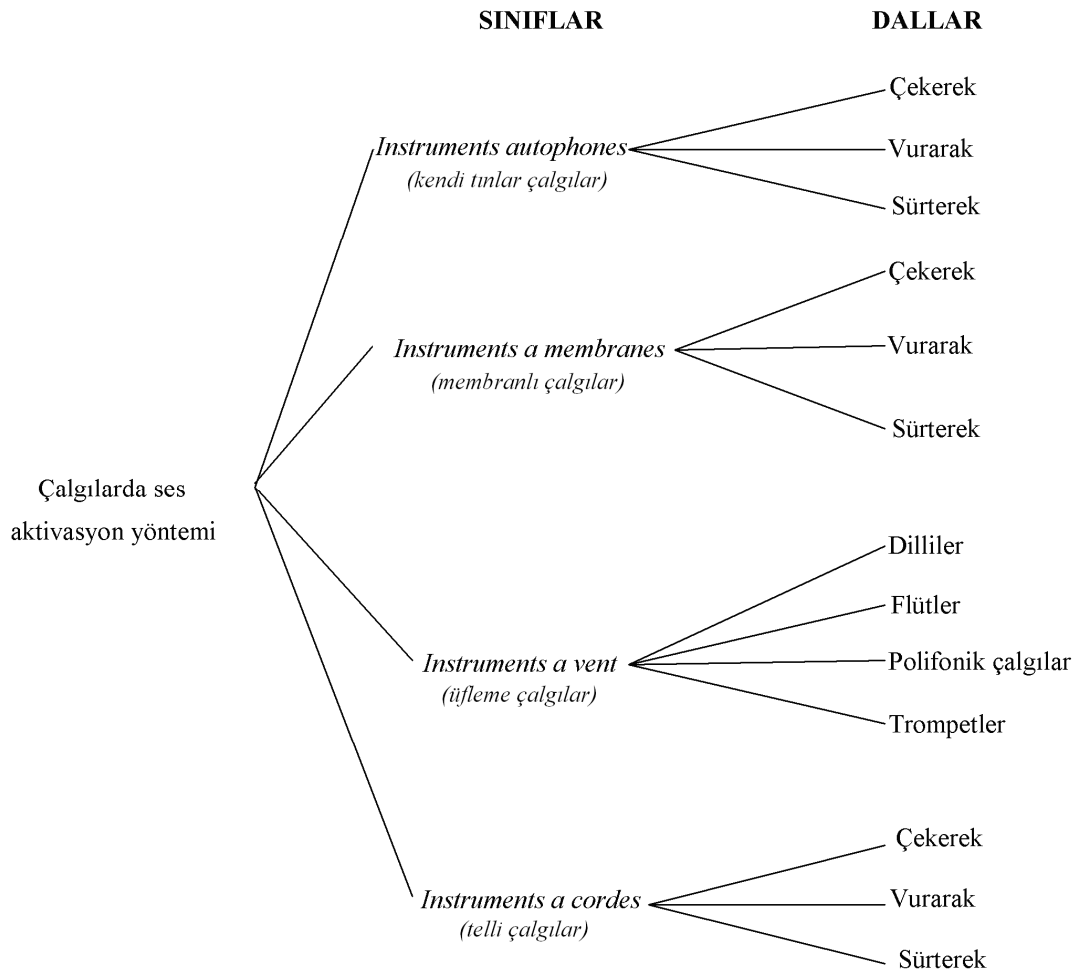 SINIFLAR DALLAR
Instruments autophones
(kendi tınlar çalgılar)
Çekerek
Vurarak
Sürterek
Instruments a membranes
(membranlı çalgılar)
Çekerek
Vurarak
Sürterek
Çalgılarda ses
aktivasyon yöntemi
Instruments a vent
(üfleme çalgılar)
Dilliler
Flütler
Polifonik çalgılar
Trompetler
Instruments a cordes
(telli çalgılar)
Çekerek
Vurarak
Sürterek